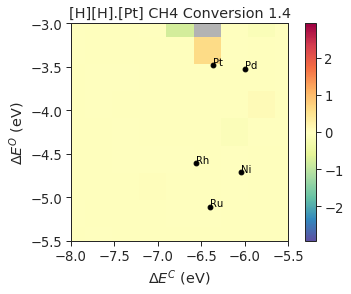 [H][H].[Pt] CH4 Conversion 1.4
−3.0
−3.5
−4.0
−4.5
−5.0
−5.5
ΔE^O (eV)
Pt
Pd
Rh
Ni
Ru
−8.0 −7.5 −7.0 −6.5 −6.0 −5.5
ΔE^C (eV)
2
1
0
−1
−2